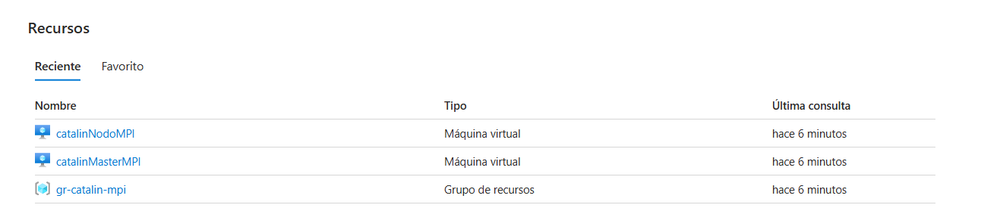 Recursos
Reciente Favorito
Nombre Tipo Última consulta
catalinNodoMPI Máquina virtual hace 6 minutos
catalinMasterMPI Máquina virtual hace 6 minutos
gr-catalin-mpi Grupo de recursos hace 6 minutos